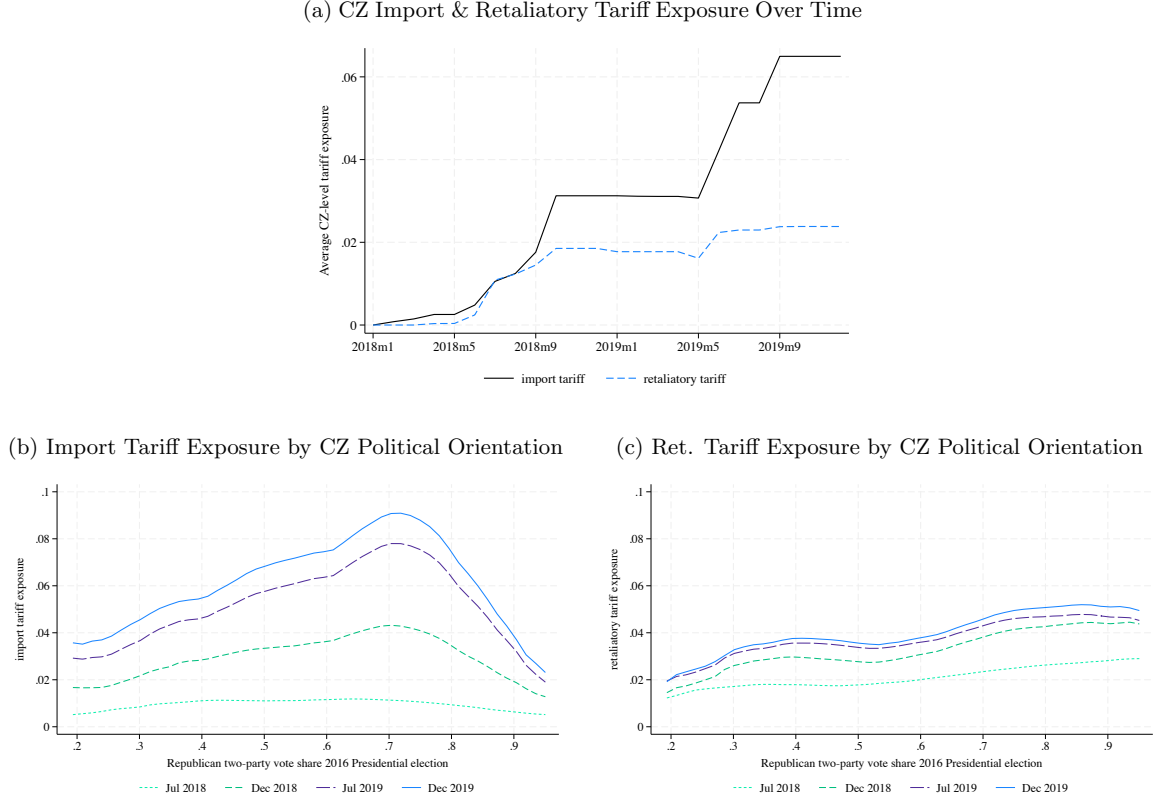 (a) CZ Import & Retaliatory Tariff Exposure Over Time
Average CZ-level tariff exposure
.06
.04
.02
0
2018m1 2018m5 2018m9 2019m1 2019m5 2019m9
import tariff retaliatory tariff
(b) Import Tariff Exposure by CZ Political Orientation
import tariff exposure
.1
.08
.06
.04
.02
0
.2 .3 .4 .5 .6 .7 .8 .9
Republican two-party vote share 2016 Presidential election
Jul 2018 Dec 2018 Jul 2019 Dec 2019
(c) Ret. Tariff Exposure by CZ Political Orientation
retaliatory tariff exposure
.1
.08
.06
.04
.02
0
.2 .3 .4 .5 .6 .7 .8 .9
Republican two-party vote share 2016 Presidential election
Jul 2018 Dec 2018 Jul 2019 Dec 2019